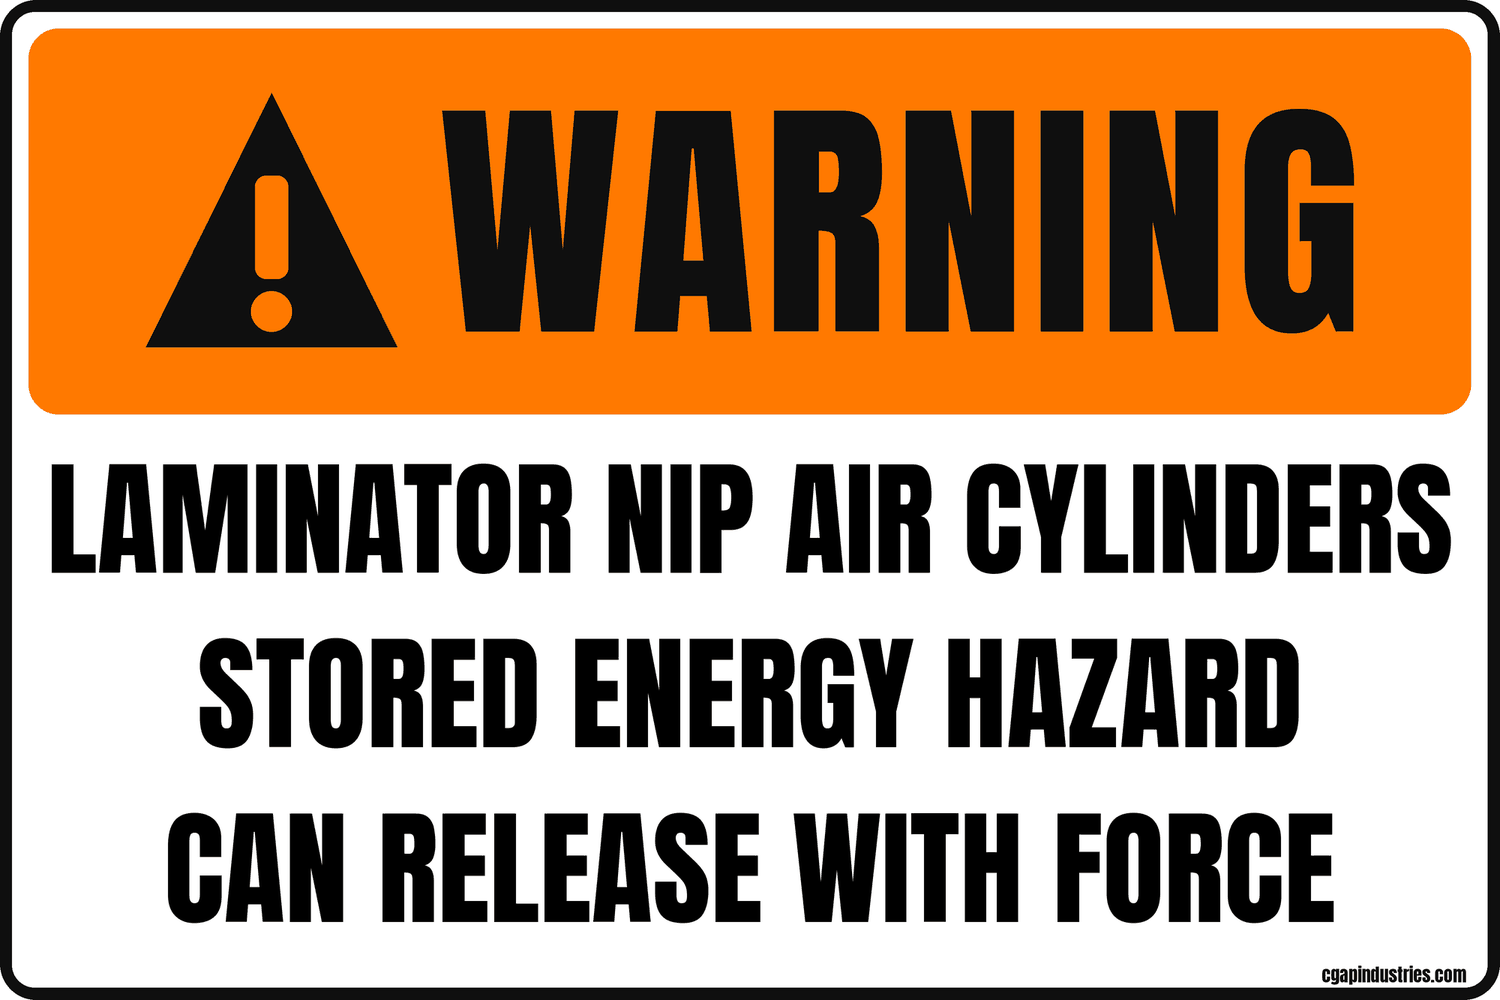 WARNING
LAMINATOR NIP AIR CYLINDERS
STORED ENERGY HAZARD
CAN RELEASE WITH FORCE
cgapindustries.com